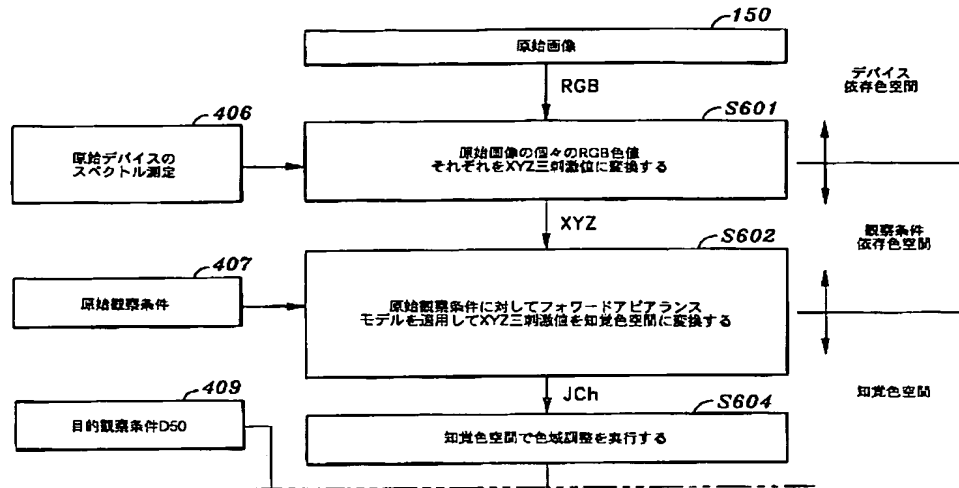 150
原始画像
RGB
デバイス
依存色空間
406
原始デバイスの
スペクトル測定
S601
原始画像の個々のRGB色値
それぞれをXYZ三刺激値に変換する
XYZ
観察条件
依存色空間
407
原始観察条件
S602
原始観察条件に対してフォワードアピアランス
モデルを適用してXYZ三刺激値を知覚色空間に変換する
JCh
知覚色空間
409
目的観察条件D50
S604
知覚色空間で色域調整を実行する